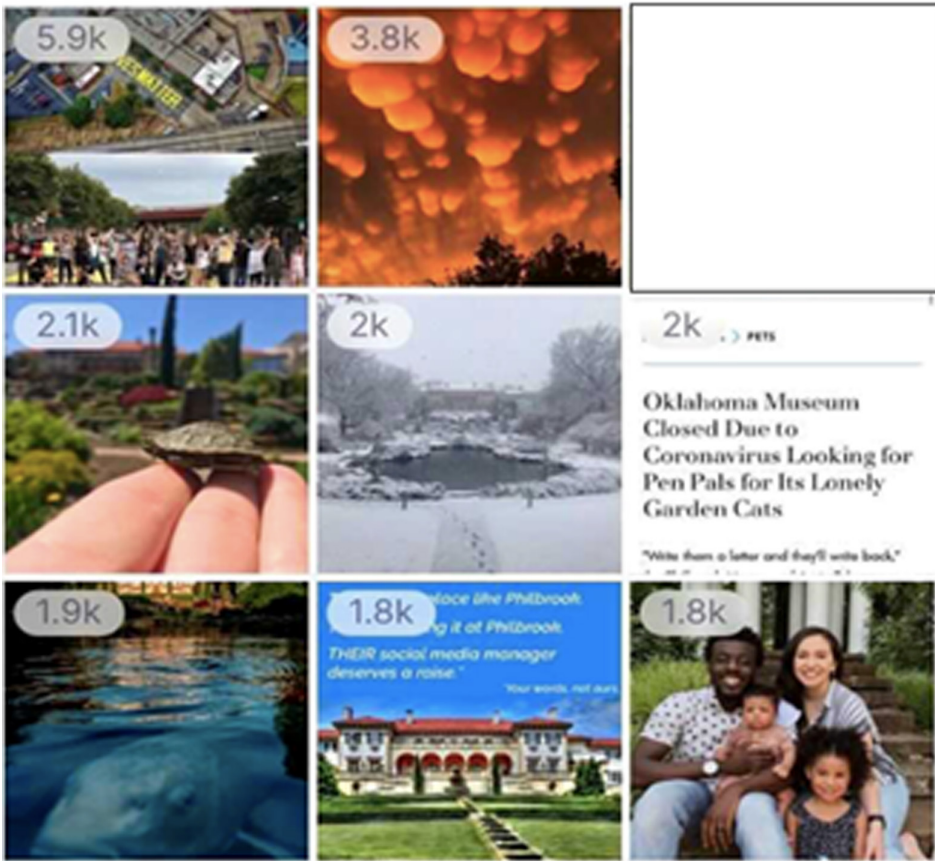 5.9k
3.8k
2.1k
2k
2k
PETS
Oklahoma Museum
Closed Due to
Coronavirus Looking for
Pen Pals for Its Lonely
Garden Cats
"Write them a letter and they'll write back."
1.9k
1.8k
place like Philbrook.
it at Philbrook.
THEIR social media manager
deserves a raise."
"Your words, not ours.
1.8k